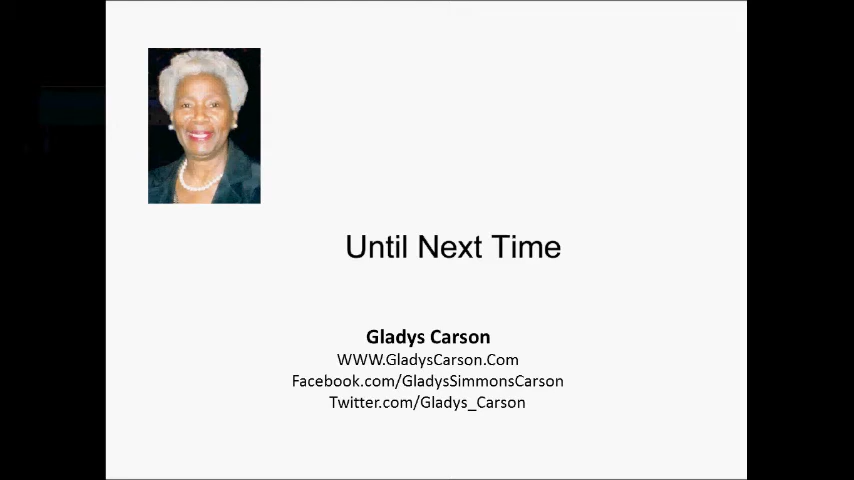 Until Next Time
Gladys Carson
WWW.GladysCarson.Com
Facebook.com/GladysSimmonsCarson
Twitter.com/Gladys_Carson